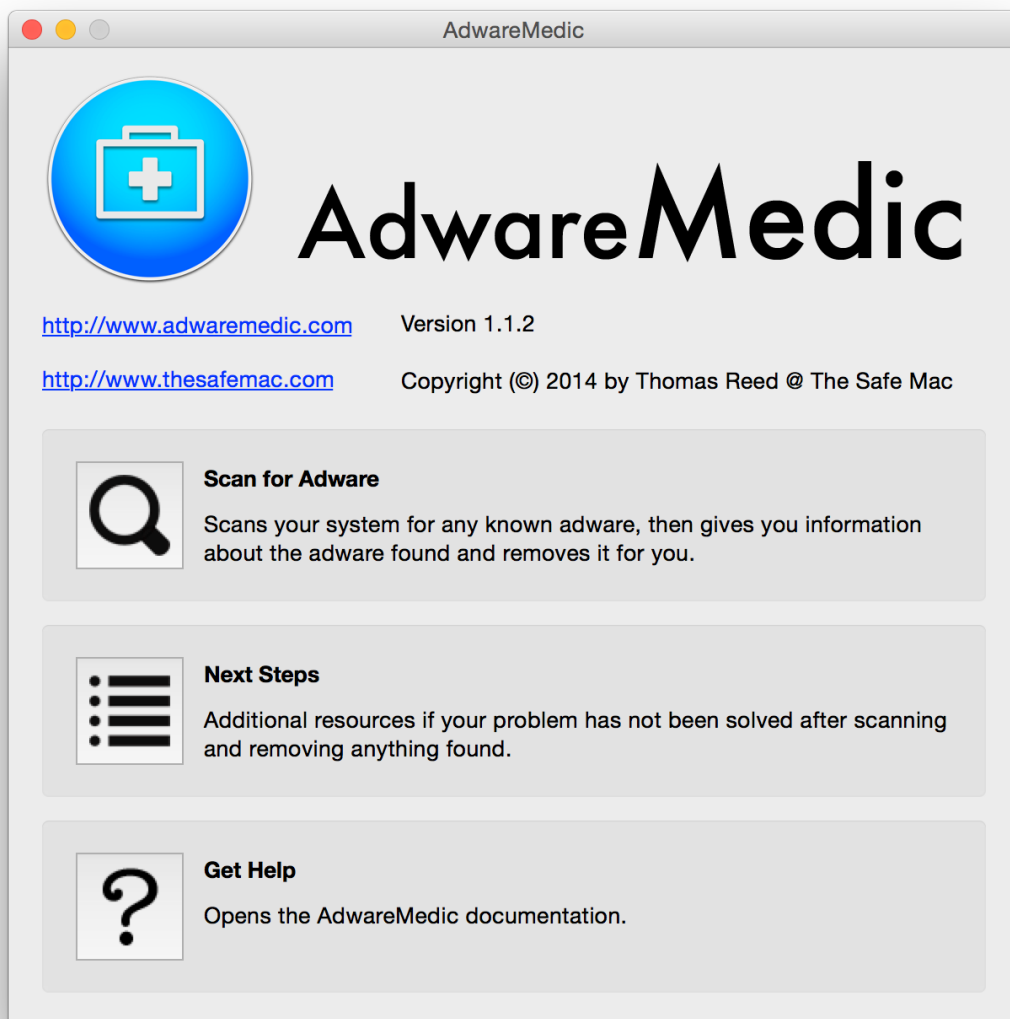 AdwareMedic
AdwareMedic
http://www.adwaremedic.com
Version 1.1.2
http://www.thesafemac.com
Copyright (©) 2014 by Thomas Reed @ The Safe Mac
Scan for Adware
Scans your system for any known adware, then gives you information
about the adware found and removes it for you.
Next Steps
Additional resources if your problem has not been solved after scanning
and removing anything found.
Get Help
Opens the AdwareMedic documentation.